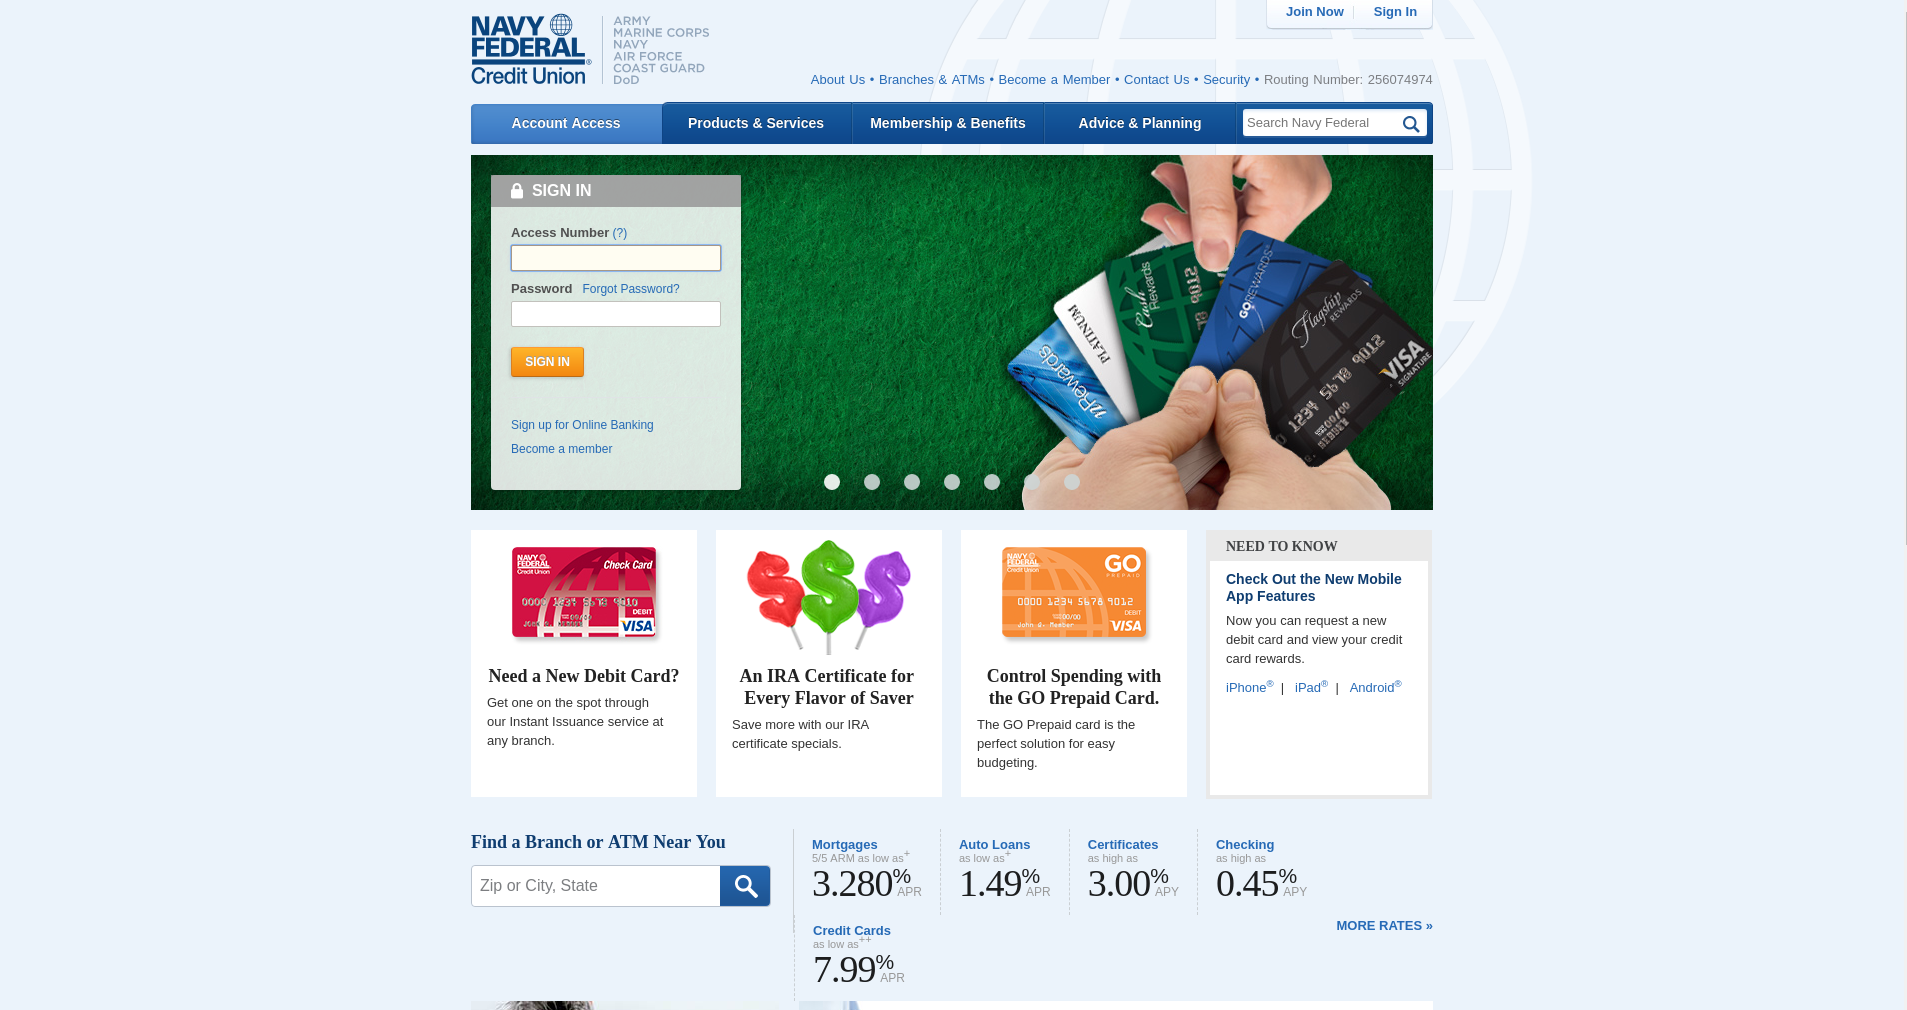 Join Now
Sign In
NAVY
FEDERAL
Credit Union
ARMY
MARINE CORPS
NAVY
AIR FORCE
COAST GUARD
DoD
About Us • Branches & ATMs • Become a Member • Contact Us • Security • Routing Number: 256074974
Account Access
Products & Services
Membership & Benefits
Advice & Planning
Search Navy Federal
SIGN IN
Access Number (?)
Password Forgot Password?
SIGN IN
Sign up for Online Banking
Become a member
nRewards
PLATINUM
Cash
Rewards
GOREWARDS
Flagship
REWARDS
1234 5678 9012
VISA
SIGNATURE
NAVY
FEDERAL
Credit Union
Check Card
0000 1234 5678 9010
DEBIT
VISA
Need a New Debit Card?
Get one on the spot through
our Instant Issuance service at
any branch.
An IRA Certificate for
Every Flavor of Saver
Save more with our IRA
certificate specials.
NAVY
FEDERAL
Credit Union
GO
PREPAID
0000 1234 5678 9012
00/00
DEBIT
John Q. Member
VISA
Control Spending with
the GO Prepaid Card.
The GO Prepaid card is the
perfect solution for easy
budgeting.
NEED TO KNOW
Check Out the New Mobile
App Features
Now you can request a new
debit card and view your credit
card rewards.
iPhone® | iPad® | Android®
Find a Branch or ATM Near You
Zip or City, State
Mortgages
5/5 ARM as low as+
3.280% APR
Auto Loans
as low as+
1.49% APR
Certificates
as high as
3.00% APY
Checking
as high as
0.45% APY
Credit Cards
as low as++
7.99% APR
MORE RATES »